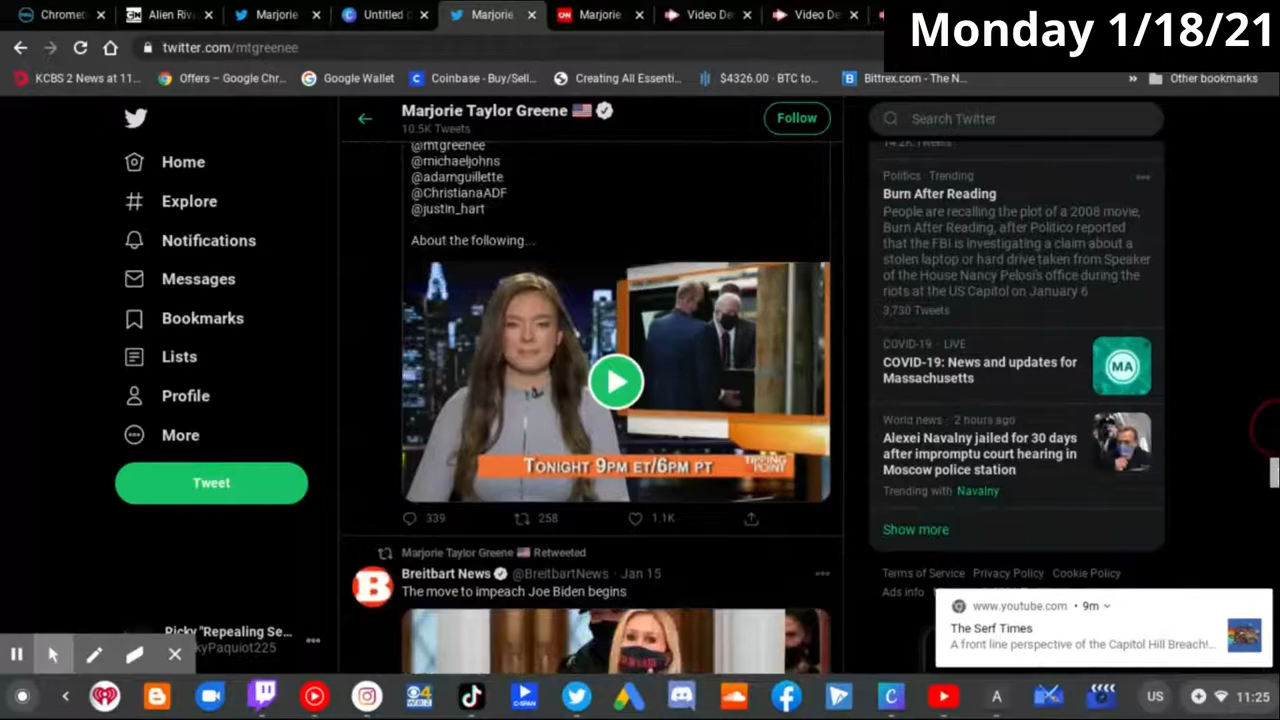 Chromet
Alien Riva
Marjorie
Untitled d
Marjorie
Marjorie
Video De
Video De
Monday 1/18/21
twitter.com/mtgreenee
KCBS 2 News at 11...
Offers – Google Chr...
Google Wallet
Coinbase - Buy/Sell...
Creating All Essenti...
$4326.00 · BTC to...
Bittrex.com - The N...
»
Other bookmarks
Marjorie Taylor Greene
10.5K Tweets
Follow
Search Twitter
Home
Explore
Notifications
Messages
Bookmarks
Lists
Profile
More
Tweet
@mtgreenee
@michaeljohns
@adamguillette
@ChristianaADF
@justin_hart
About the following...
TONIGHT 9PM ET/6PM PT
TIPPING
POINT
339
258
1.1K
Marjorie Taylor Greene Retweeted
Breitbart News @BreitbartNews · Jan 15
The move to impeach Joe Biden begins
14.2K Tweets
Politics · Trending
Burn After Reading
People are recalling the plot of a 2008 movie,
Burn After Reading, after Politico reported
that the FBI is investigating a claim about a
stolen laptop or hard drive taken from Speaker
of the House Nancy Pelosi's office during the
riots at the US Capitol on January 6
3,730 Tweets
COVID-19 · LIVE
COVID-19: News and updates for
Massachusetts
MA
World news · 2 hours ago
Alexei Navalny jailed for 30 days
after impromptu court hearing in
Moscow police station
Trending with Navalny
Show more
Terms of Service Privacy Policy Cookie Policy
Ads info
www.youtube.com • 9m
The Serf Times
A front line perspective of the Capitol Hill Breach!...
Ricky "Repealing Se...
kyPaquiot225
US
11:25